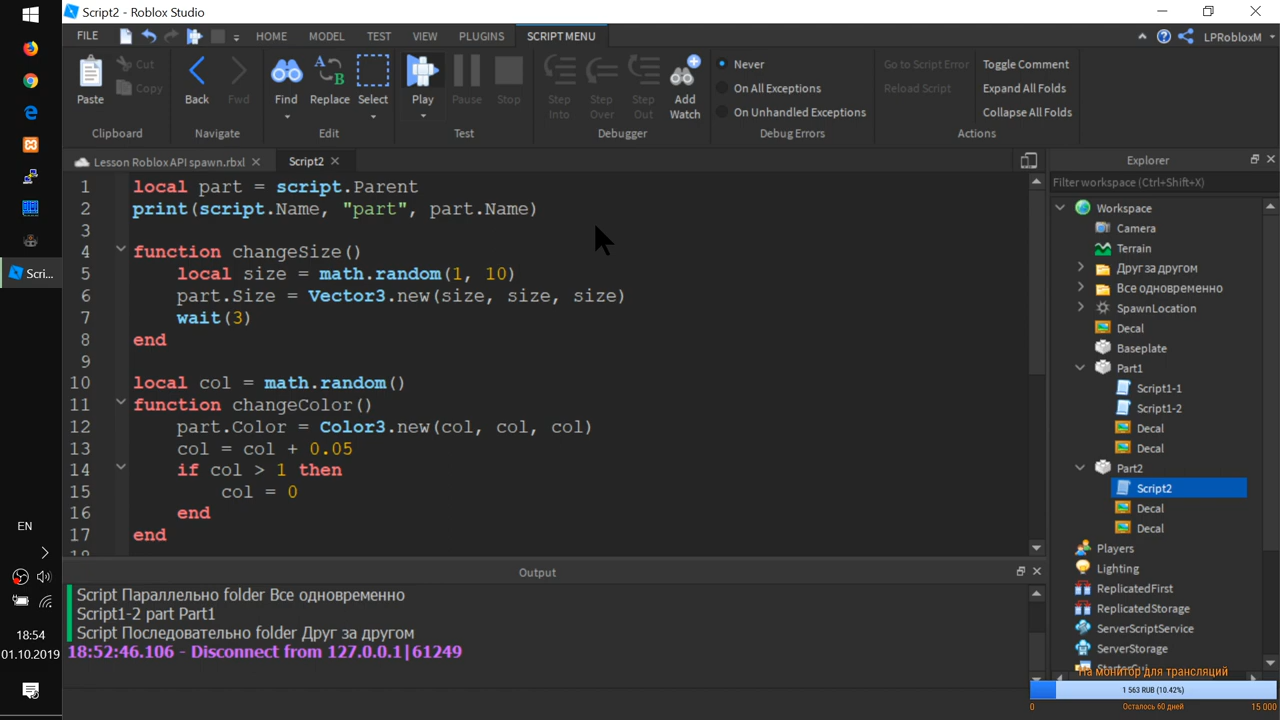 Script2 - Roblox Studio
FILE HOME MODEL TEST VIEW PLUGINS SCRIPT MENU LPRobloxM
Paste Cut Copy Back Fwd Find Replace Select Play Pause Stop Step Into Step Over Step Out Add Watch
Never
On All Exceptions
On Unhandled Exceptions
Go to Script Error
Reload Script
Toggle Comment
Expand All Folds
Collapse All Folds
Clipboard Navigate Edit Test Debugger Debug Errors Actions
Lesson Roblox API spawn.rbxl Script2
1 local part = script.Parent
2 print(script.Name, "part", part.Name)
3
4 function changeSize()
5 local size = math.random(1, 10)
6 part.Size = Vector3.new(size, size, size)
7 wait(3)
8 end
9
10 local col = math.random()
11 function changeColor()
12 part.Color = Color3.new(col, col, col)
13 col = col + 0.05
14 if col > 1 then
15 col = 0
16 end
17 end
18
Output
Script Параллельно folder Все одновременно
Script1-2 part Part1
Script Последовательно folder Друг за другом
18:52:46.106 - Disconnect from 127.0.0.1|61249
Explorer
Filter workspace (Ctrl+Shift+X)
Workspace
Camera
Terrain
Друг за другом
Все одновременно
SpawnLocation
Decal
Baseplate
Part1
Script1-1
Script1-2
Decal
Decal
Part2
Script2
Decal
Decal
Players
Lighting
ReplicatedFirst
ReplicatedStorage
ServerScriptService
ServerStorage
StarterGui
На монитор для трансляций
1 563 RUB (10.42%)
0 Осталось 60 дней 15 000
Scri...
EN
18:54
01.10.2019